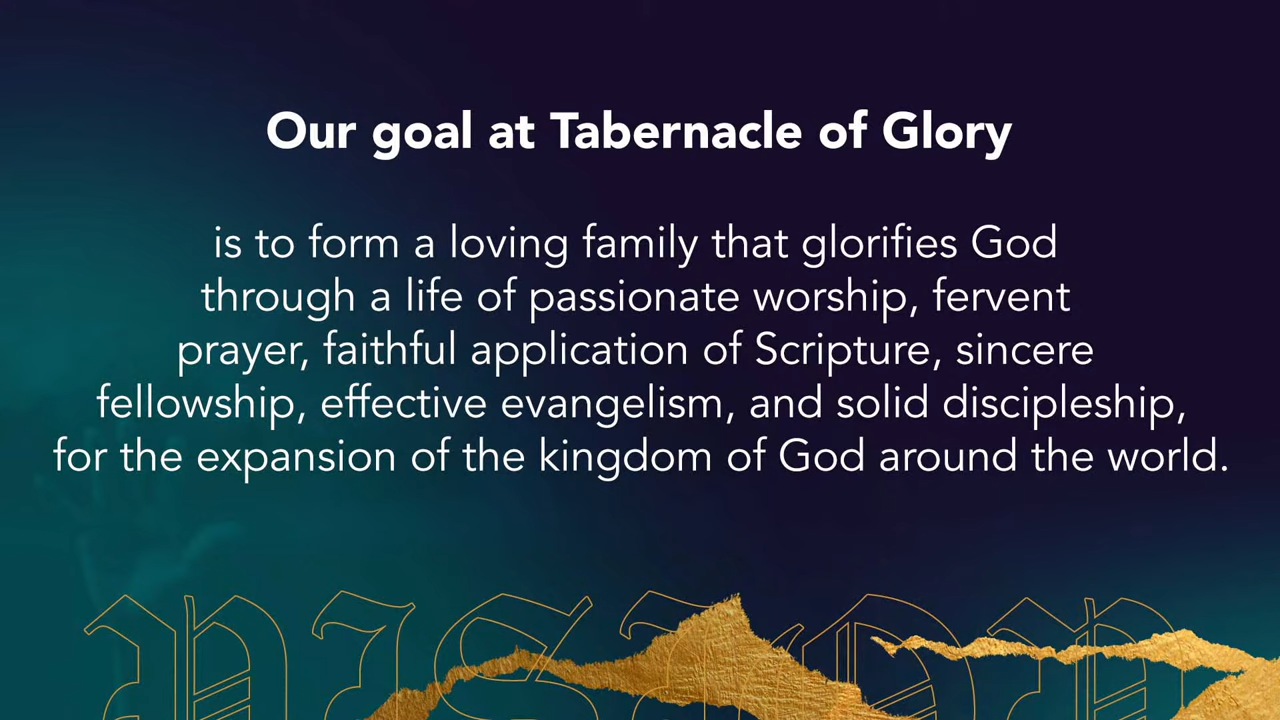 Our goal at Tabernacle of Glory
is to form a loving family that glorifies God
through a life of passionate worship, fervent
prayer, faithful application of Scripture, sincere
fellowship, effective evangelism, and solid discipleship,
for the expansion of the kingdom of God around the world.
VISION